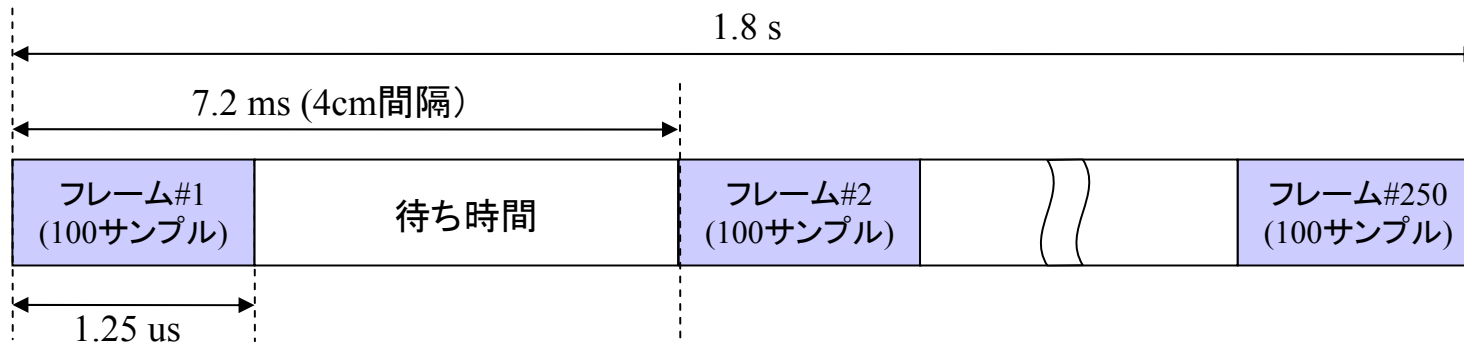 1.8 s
7.2 ms (4cm間隔）
フレーム#1
(100サンプル)
待ち時間
フレーム#2
(100サンプル)
フレーム#250
(100サンプル)
1.25 us